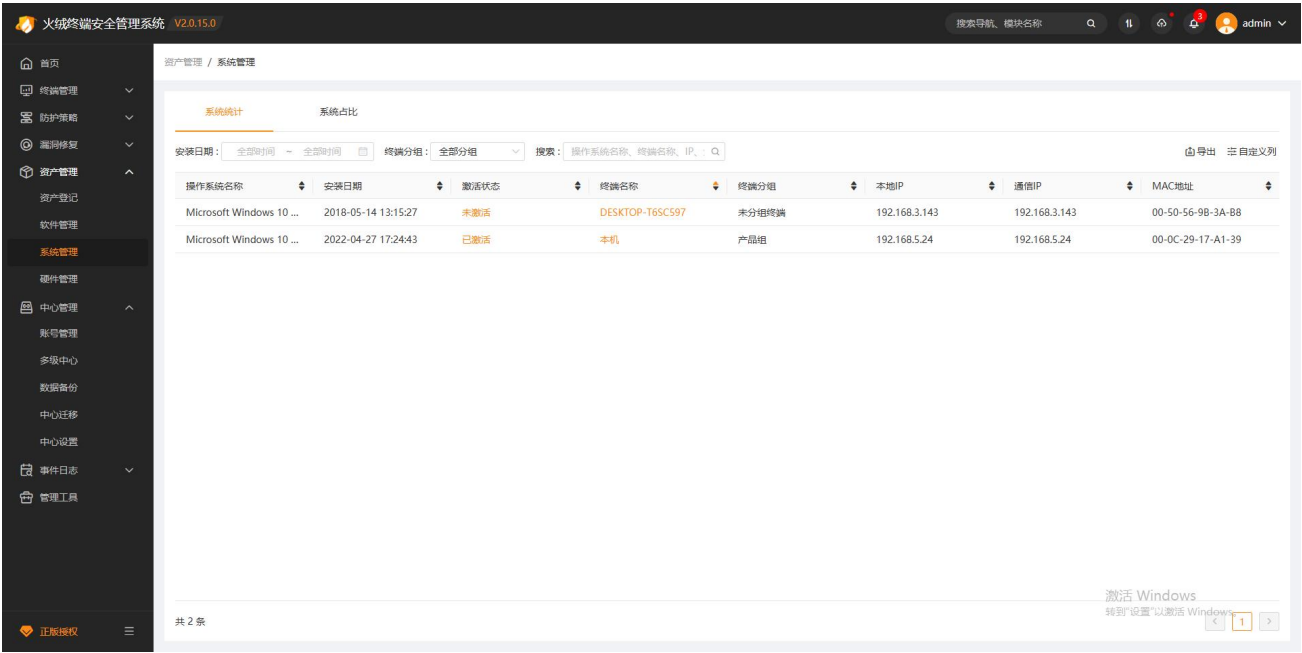 火绒终端安全管理系统 V2.0.15.0
搜索导航、模块名称
3
admin
首页
终端管理
防护策略
漏洞修复
资产管理
资产登记
软件管理
系统管理
硬件管理
中心管理
账号管理
多级中心
数据备份
中心迁移
中心设置
事件日志
管理工具
正版授权
资产管理 / 系统管理
系统统计 系统占比
安装日期： 全部时间 ~ 全部时间 终端分组： 全部分组 搜索： 操作系统名称、终端名称、IP、 导出 自定义列
操作系统名称 安装日期 激活状态 终端名称 终端分组 本地IP 通信IP MAC地址
Microsoft Windows 10 ... 2018-05-14 13:15:27 未激活 DESKTOP-T6SC597 未分组终端 192.168.3.143 192.168.3.143 00-50-56-9B-3A-B8
Microsoft Windows 10 ... 2022-04-27 17:24:43 已激活 本机 产品组 192.168.5.24 192.168.5.24 00-0C-29-17-A1-39
激活 Windows
转到"设置"以激活 Windows。
共 2 条
< 1 >